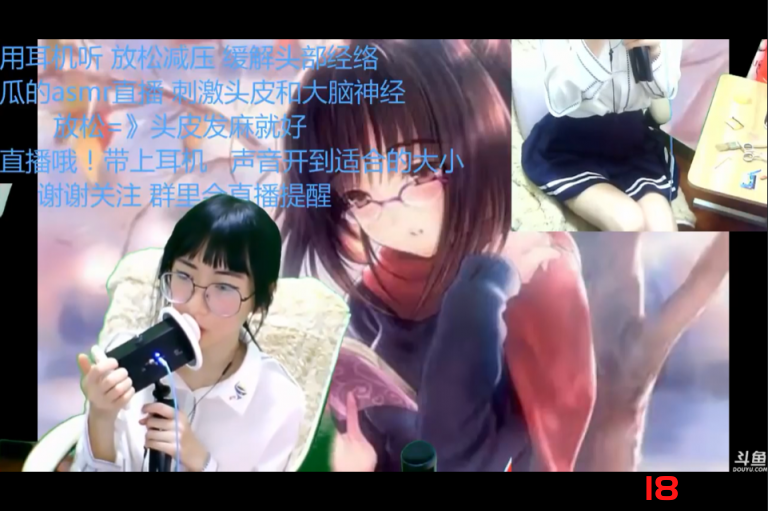 用耳机听 放松减压 缓解头部经络
瓜的asmr直播 刺激头皮和大脑神经
放松=》头皮发麻就好
直播哦！带上耳机 声音开到适合的大小
谢谢关注 群里会直播提醒
斗鱼
DOUYU.COM
18